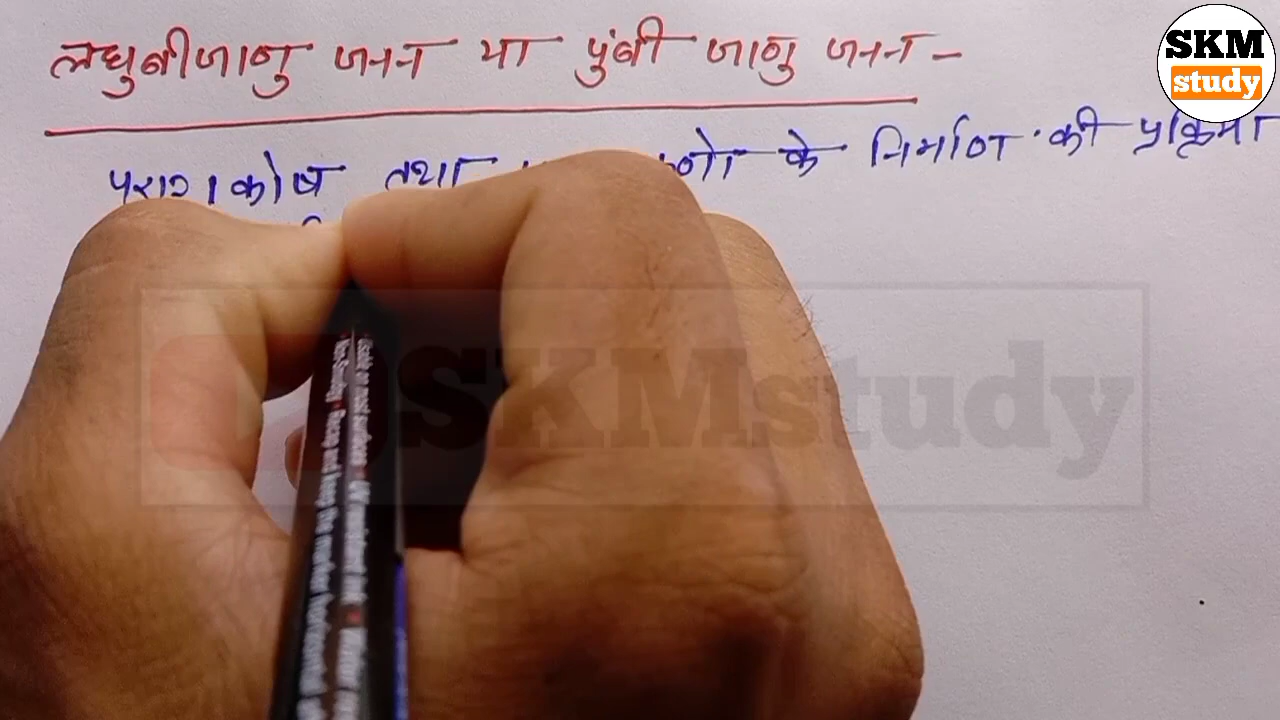 लघुबीजाणु जनन या पुंबीजाणु जनन -
SKM
study
परागकोष तथा के निर्माण की प्रक्रिया
SKMstudy